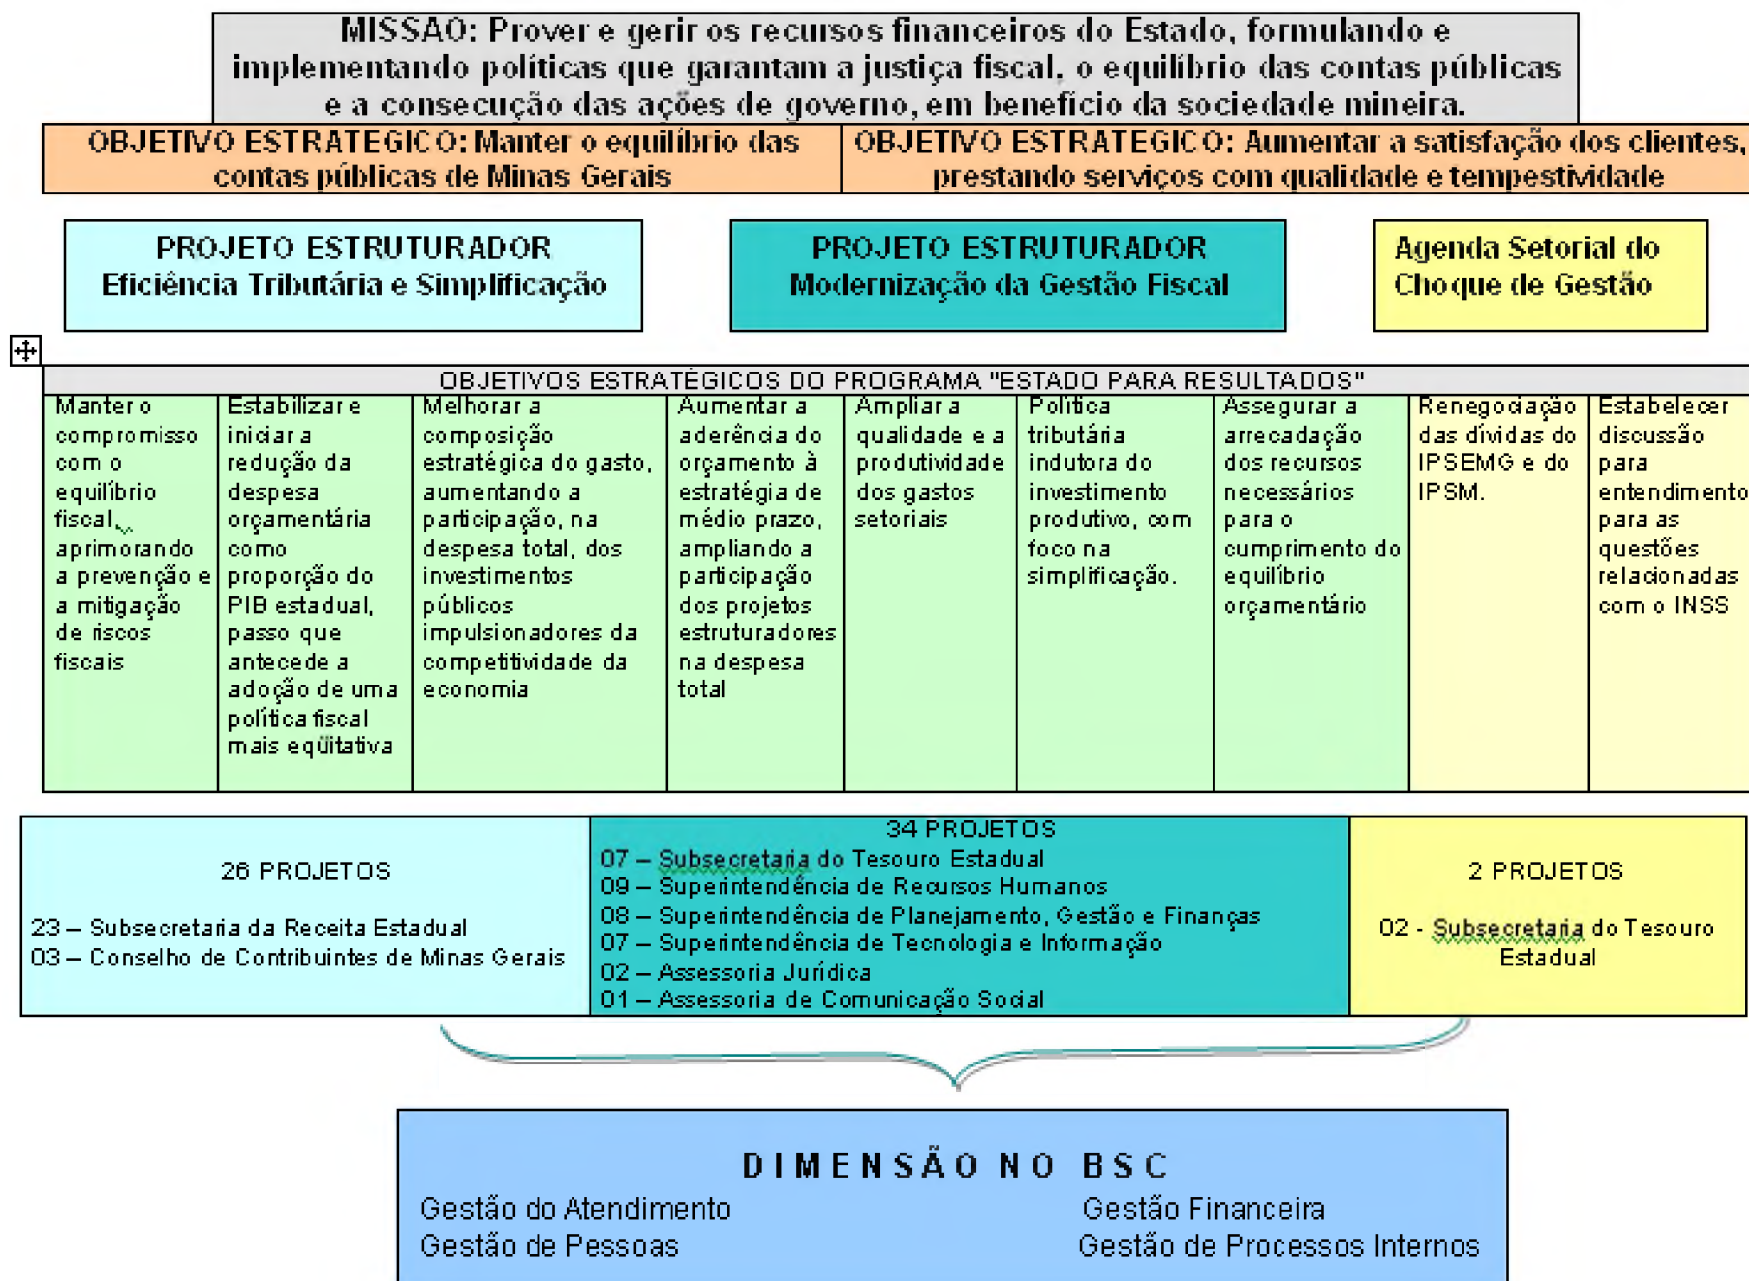 MISSAO: Prover e gerir os recursos financeiros do Estado, formulando e
implementando políticas que garantam a justiça fiscal, o equilíbrio das contas públicas
e a consecução das ações de governo, em benefício da sociedade mineira.
OBJETIVO ESTRATEGICO: Manter o equilíbrio das
contas públicas de Minas Gerais
OBJETIVO ESTRATEGICO: Aumentar a satisfação dos clientes,
prestando serviços com qualidade e tempestividade
PROJETO ESTRUTURADOR
Eficiência Tributária e Simplificação
PROJETO ESTRUTURADOR
Modernização da Gestão Fiscal
Agenda Setorial do
Choque de Gestão
OBJETIVOS ESTRATÉGICOS DO PROGRAMA "ESTADO PARA RESULTADOS"
Manter o
compromisso
com o
equilíbrio
fiscal,
aprimorando
a prevenção e
a mitigação
de riscos
fiscais
Estabilizar e
iniciar a
redução da
despesa
orçamentária
como
proporção do
PIB estadual,
passo que
antecede a
adoção de uma
política fiscal
mais eqüitativa
Melhorar a
composição
estratégica do gasto,
aumentando a
participação, na
despesa total, dos
investimentos
públicos
impulsionadores da
competitividade da
economia
Aumentar a
aderência do
orçamento à
estratégia de
médio prazo,
ampliando a
participação
dos projetos
estruturadores
na despesa
total
Ampliar a
qualidade e a
produtividade
dos gastos
setoriais
Política
tributária
indutora do
investimento
produtivo, com
foco na
simplificação.
Assegurar a
arrecadação
dos recursos
necessários
para o
cumprimento do
equilíbrio
orçamentário
Renegociação
das dívidas do
IPSEMG e do
IPSM.
Estabelecer
discussão
para
entendimento
para as
questões
relacionadas
com o INSS
26 PROJETOS
23 – Subsecretaria da Receita Estadual
03 – Conselho de Contribuintes de Minas Gerais
34 PROJETOS
07 – Subsecretaria do Tesouro Estadual
09 – Superintendência de Recursos Humanos
08 – Superintendência de Planejamento, Gestão e Finanças
07 – Superintendência de Tecnologia e Informação
02 – Assessoria Jurídica
01 – Assessoria de Comunicação Social
2 PROJETOS
02 - Subsecretaria do Tesouro
Estadual
DIMENSÃO NO BSC
Gestão do Atendimento
Gestão Financeira
Gestão de Pessoas
Gestão de Processos Internos